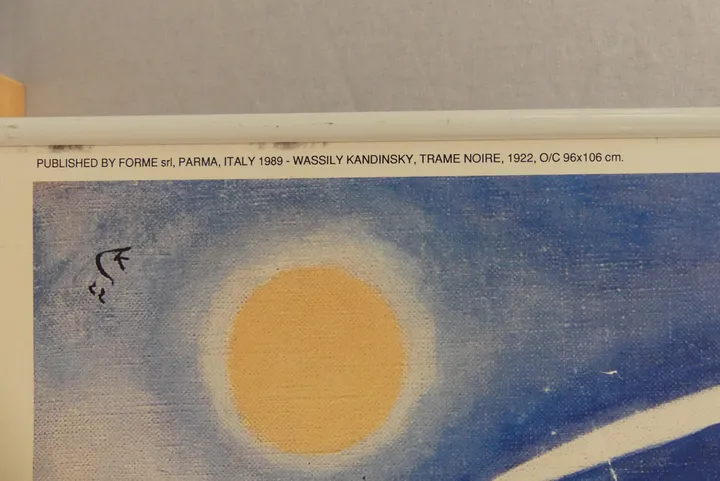 PUBLISHED BY FORME srl, PARMA, ITALY 1989 - WASSILY KANDINSKY, TRAME NOIRE, 1922, O/C 96x106 cm.